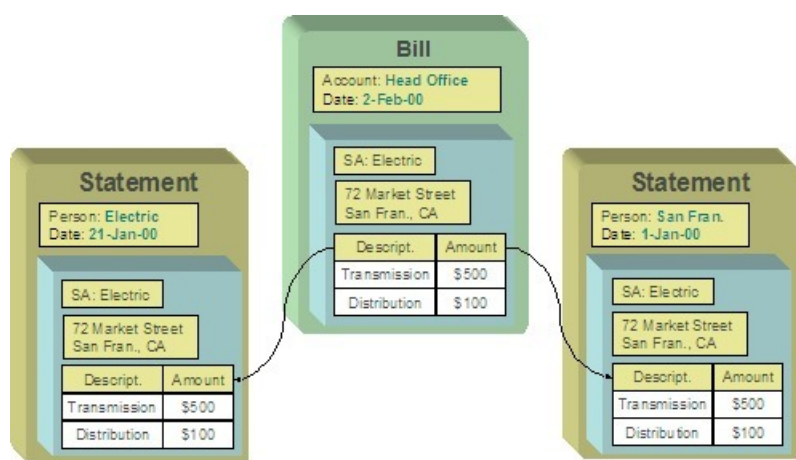 Bill
Account: Head Office
Date: 2-Feb-00
SA: Electric
72 Market Street
San Fran., CA
Descript. Amount
Transmission $500
Distribution $100
Statement
Person: Electric
Date: 21-Jan-00
SA: Electric
72 Market Street
San Fran., CA
Descript. Amount
Transmission $500
Distribution $100
Statement
Person: San Fran.
Date: 1-Jan-00
SA: Electric
72 Market Street
San Fran., CA
Descript. Amount
Transmission $500
Distribution $100